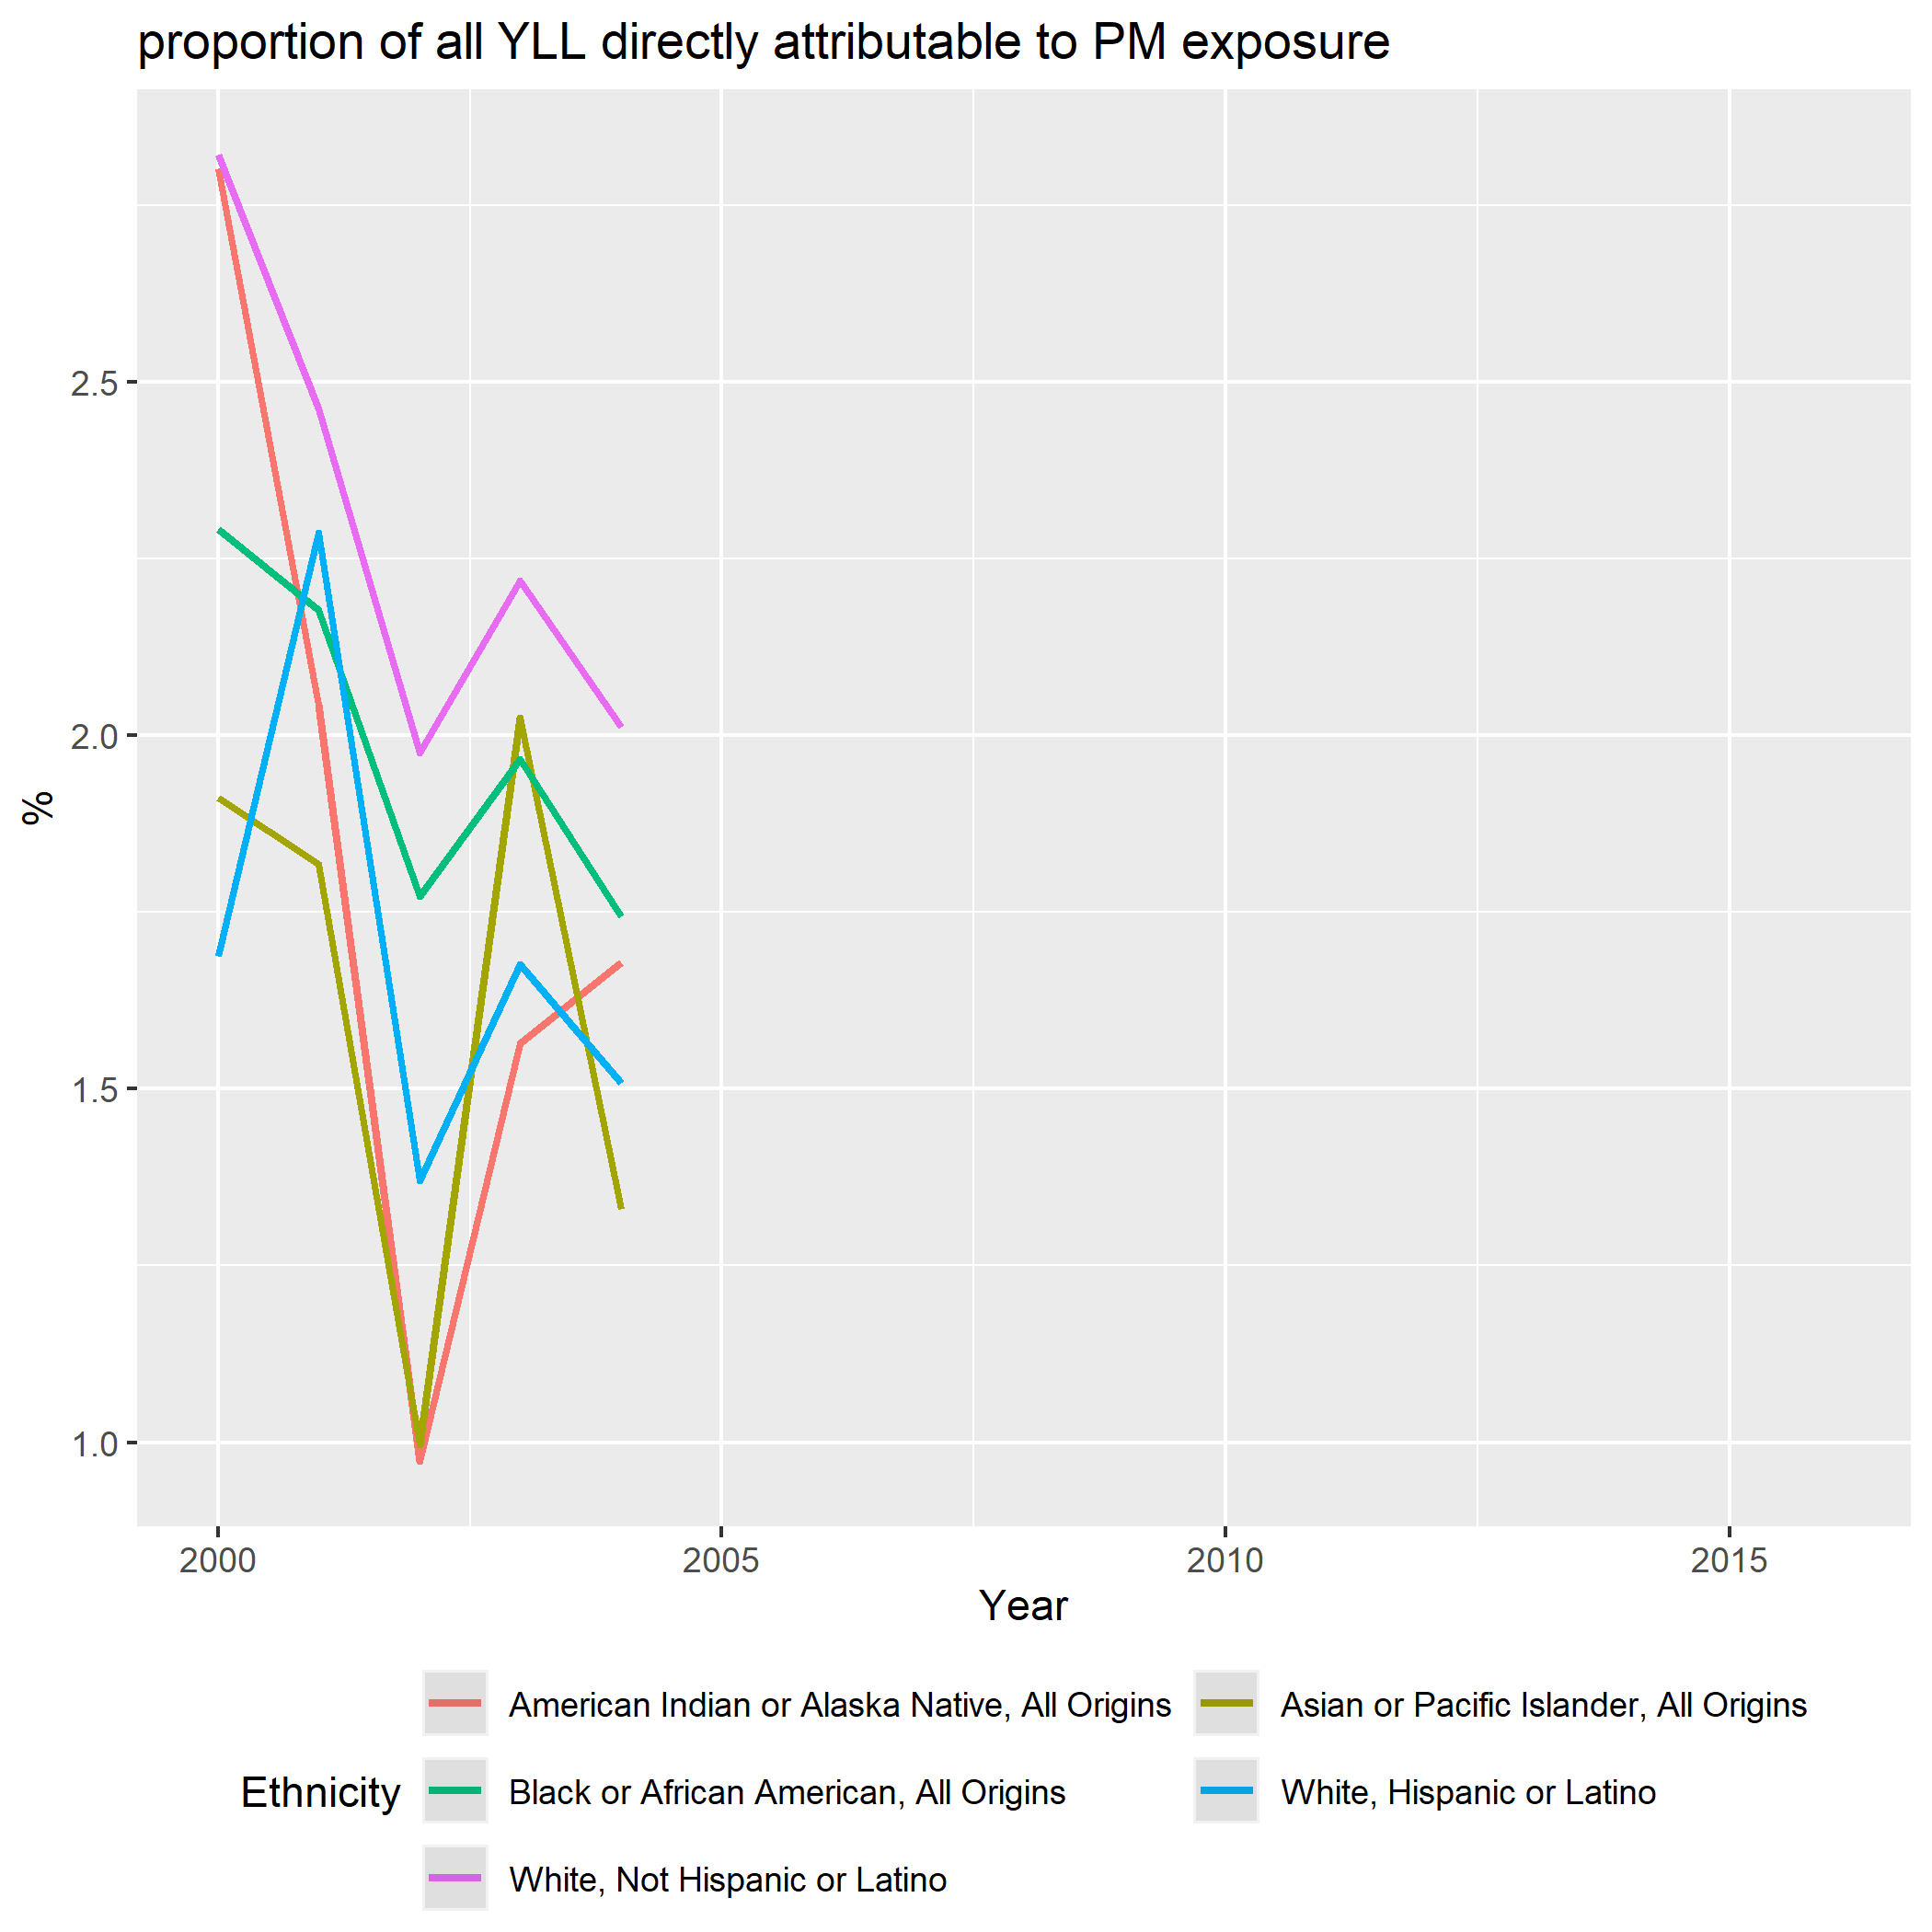 proportion of all YLL directly attributable to PM exposure
%
2.5
2.0
1.5
1.0
2000 2005 2010 2015
Year
Ethnicity
American Indian or Alaska Native, All Origins
Asian or Pacific Islander, All Origins
Black or African American, All Origins
White, Hispanic or Latino
White, Not Hispanic or Latino